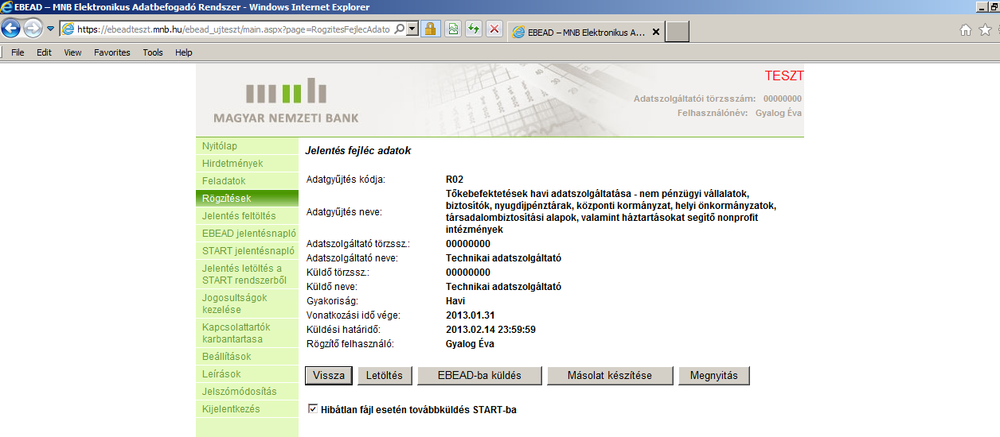 EBEAD – MNB Elektronikus Adatbefogadó Rendszer - Windows Internet Explorer
https://ebeadteszt.mnb.hu/ebead_ujteszt/main.aspx?page=RogzitesFejlecAdato
EBEAD – MNB Elektronikus A...
File Edit View Favorites Tools Help
MAGYAR NEMZETI BANK
TESZT
Adatszolgáltatói törzsszám: 00000000
Felhasználónév: Gyalog Éva
Nyitólap
Hirdetmények
Feladatok
Rögzítések
Jelentés feltöltés
EBEAD jelentésnapló
START jelentésnapló
Jelentés letöltés a
START rendszerből
Jogosultságok
kezelése
Kapcsolattartók
karbantartasa
Beállítások
Leírások
Jelszómódosítás
Kijelentkezés
Jelentés fejléc adatok
Adatgyűjtés kódja: R02
Adatgyűjtés neve:
Tőkebefektetések havi adatszolgáltatása - nem pénzügyi vállalatok,
biztosítók, nyugdíjpénztárak, központi kormányzat, helyi önkormányzatok,
társadalombiztosítási alapok, valamint háztartásokat segítő nonprofit
intézmények
Adatszolgáltató törzssz.: 00000000
Adatszolgáltató neve: Technikai adatszolgáltató
Küldő törzssz.: 00000000
Küldő neve: Technikai adatszolgáltató
Gyakoriság: Havi
Vonatkozási idő vége: 2013.01.31
Küldési határidő: 2013.02.14 23:59:59
Rögzítő felhasználó: Gyalog Éva
Vissza Letöltés EBEAD-ba küldés Másolat készítése Megnyitás
Hibátlan fájl esetén továbbküldés START-ba